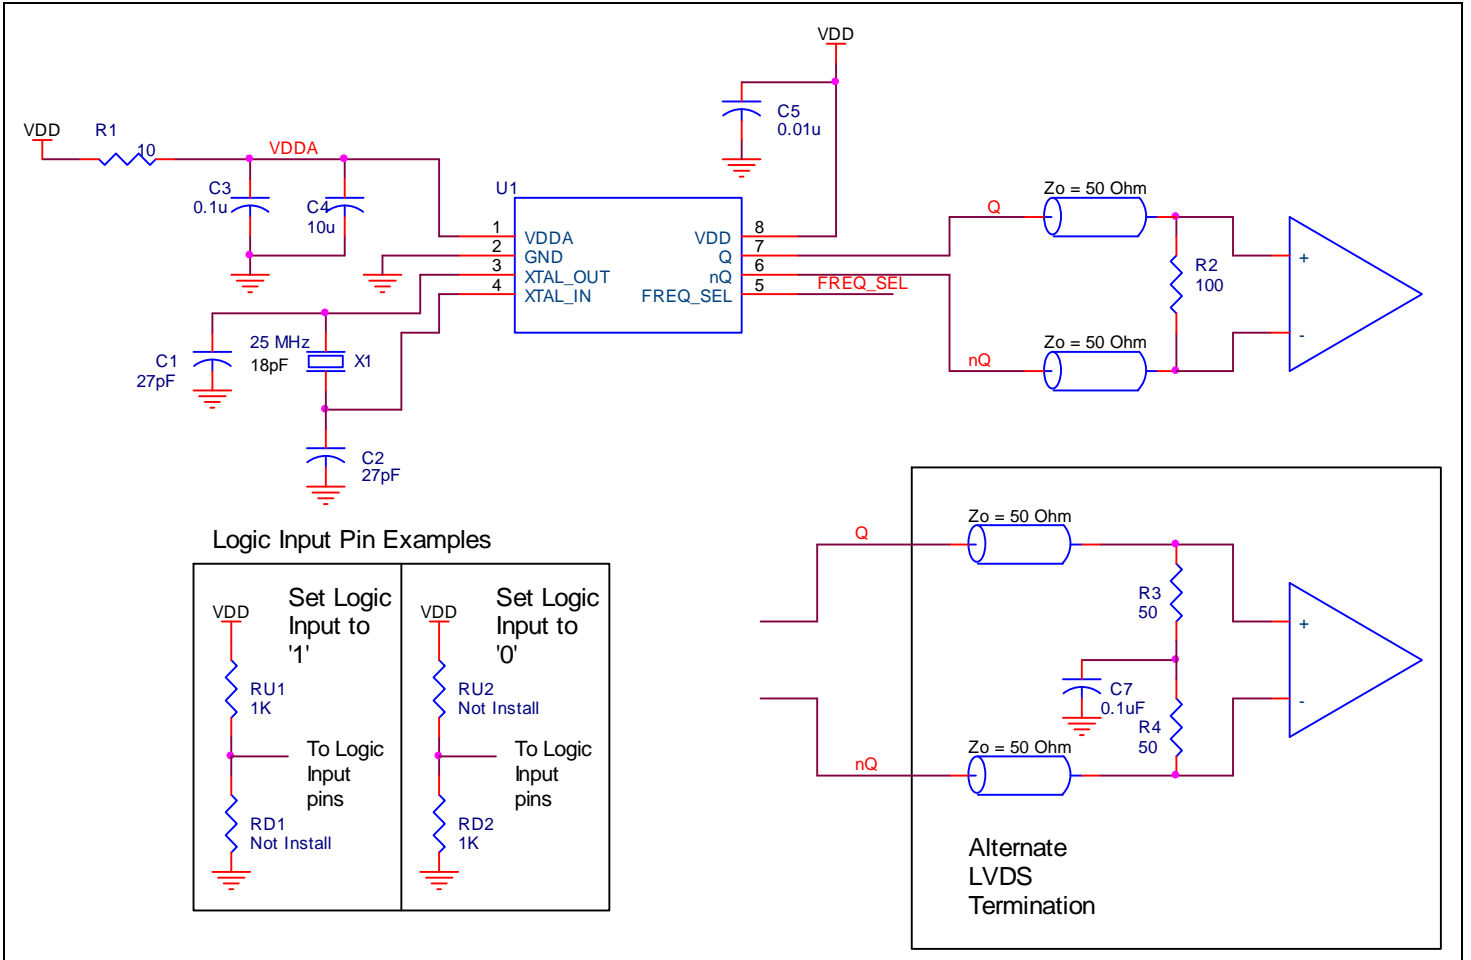 VDD
C5
0.01u
VDD
R1
10
VDDA
C3
0.1u
C4
10u
U1
1
2
3
4
VDDA
GND
XTAL_OUT
XTAL_IN
VDD
Q
nQ
FREQ_SEL
8
7
6
5
FREQ_SEL
Q
Zo = 50 Ohm
R2
100
+
-
nQ
Zo = 50 Ohm
C1
27pF
25 MHz
18pF
X1
C2
27pF
Logic Input Pin Examples
VDD
Set Logic
Input to
'1'
RU1
1K
To Logic
Input
pins
RD1
Not Install
VDD
Set Logic
Input to
'0'
RU2
Not Install
To Logic
Input
pins
RD2
1K
Q
Zo = 50 Ohm
R3
50
C7
0.1uF
R4
50
+
-
nQ
Zo = 50 Ohm
Alternate
LVDS
Termination